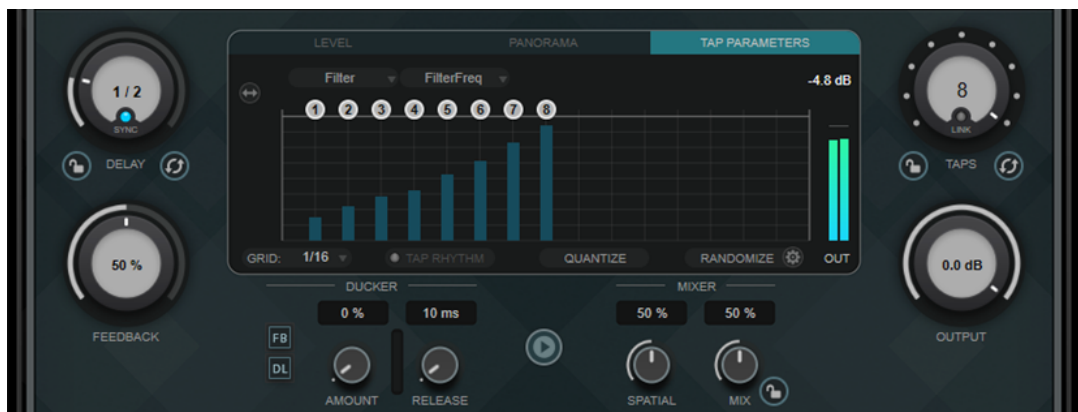 LEVEL PANORAMA TAP PARAMETERS
Filter FilterFreq -4.8 dB
1 / 2
SYNC
DELAY
1 2 3 4 5 6 7 8
8
LINK
TAPS
GRID: 1/16 TAP RHYTHM QUANTIZE RANDOMIZE OUT
50 %
FEEDBACK
DUCKER
0 % 10 ms
FB
DL
AMOUNT RELEASE
MIXER
50 % 50 %
SPATIAL MIX
0.0 dB
OUTPUT